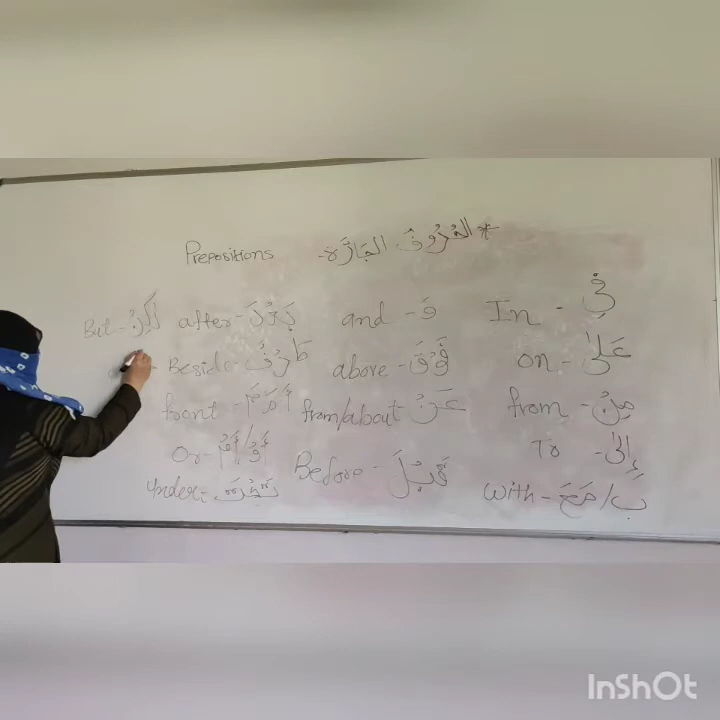 Prepositions الحُرُوفُ الجَارَّة - *
But - لٰكِنْ after - بَعْدَ and - وَ In - فِي
Beside - طَرَفُ above - فَوْقَ on - عَلَىٰ
front - أَمَامَ from/about عَنْ from - مِنْ
Or - أَوْ/أَمْ Before - قَبْلَ To - إِلَىٰ
under - تَحْتَ with - بِ/مَعَ
InShOt